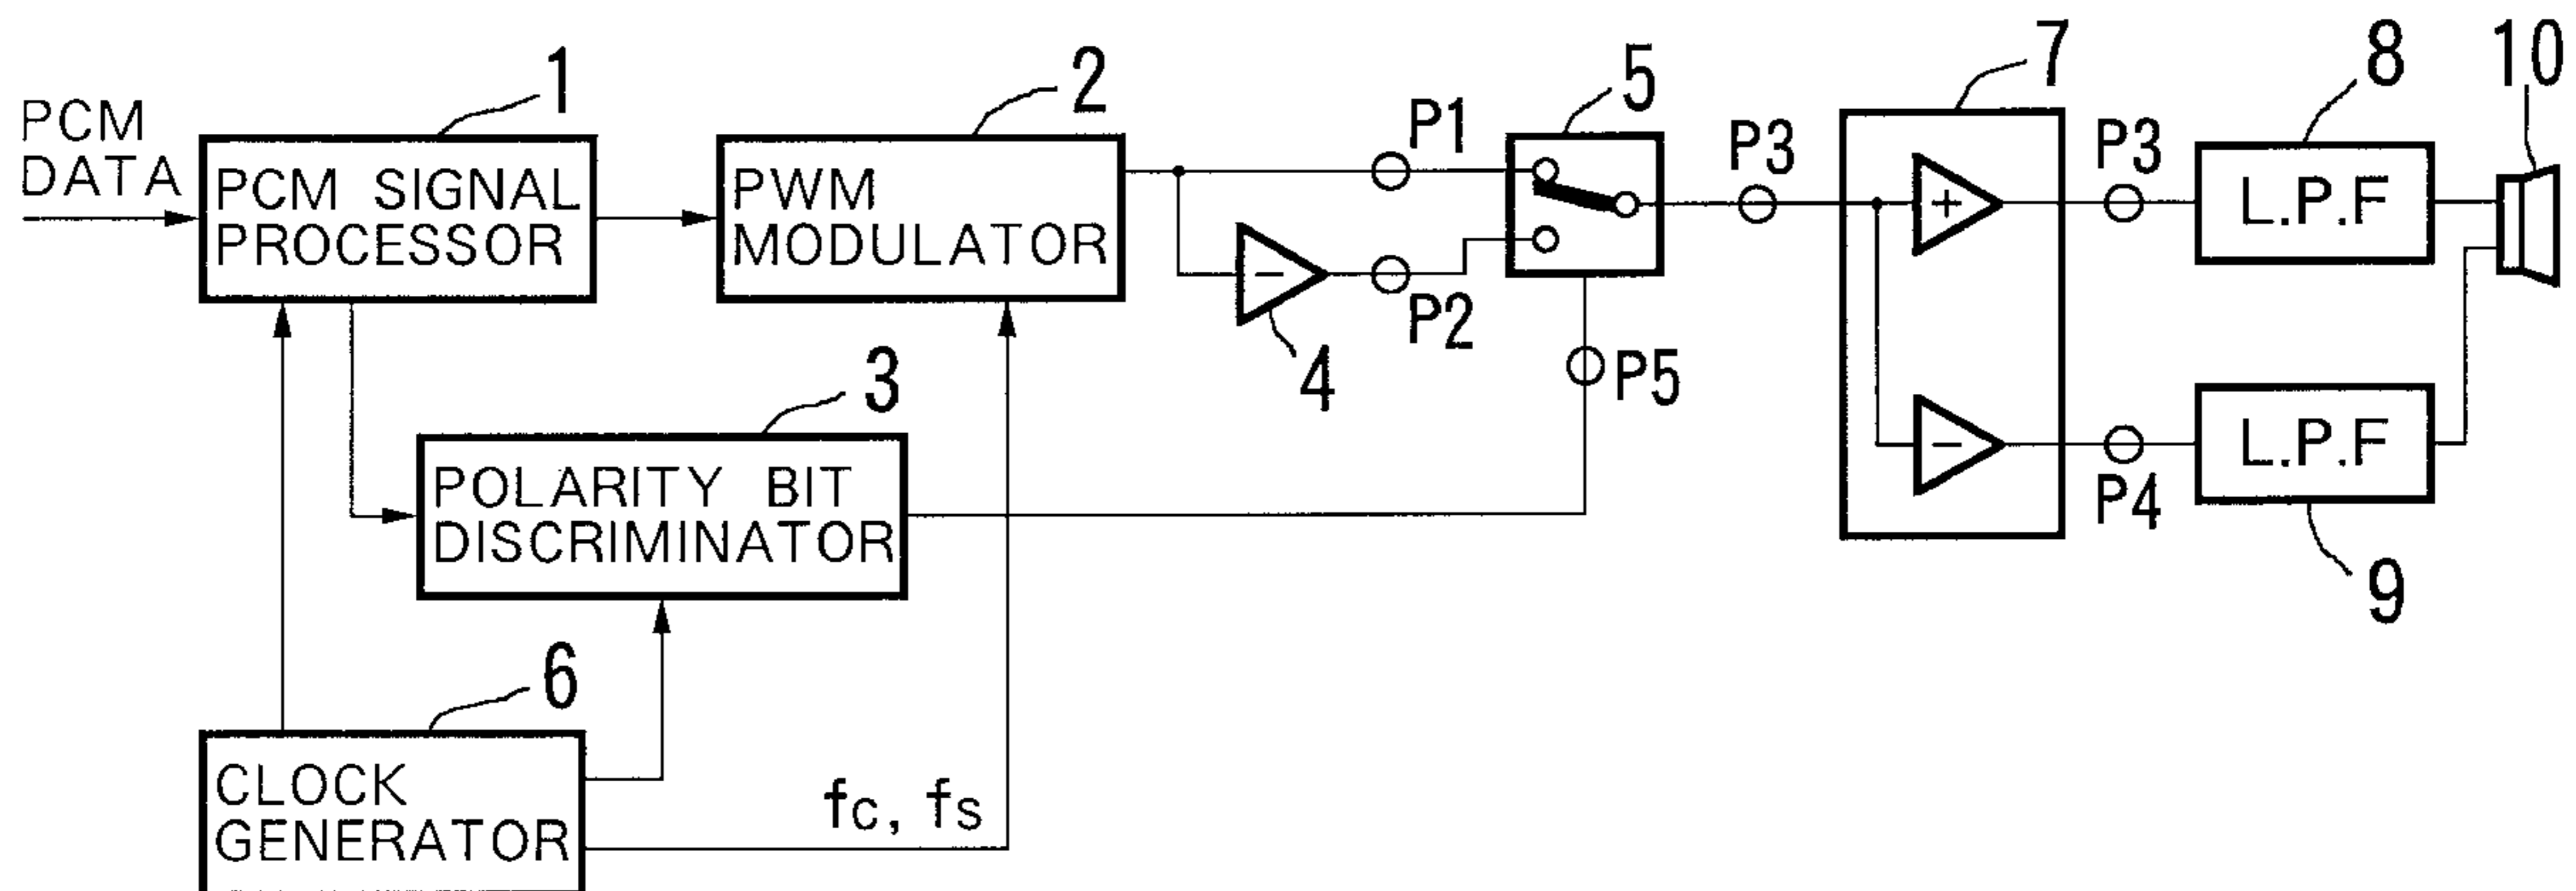 1
2
5
7
8
10
PCM
DATA
PCM SIGNAL
PROCESSOR
PWM
MODULATOR
P1
P3
P3
L.P.F
+
−
P2
4
P5
3
POLARITY BIT
DISCRIMINATOR
−
P4
L.P.F
9
6
CLOCK
GENERATOR
fc, fs